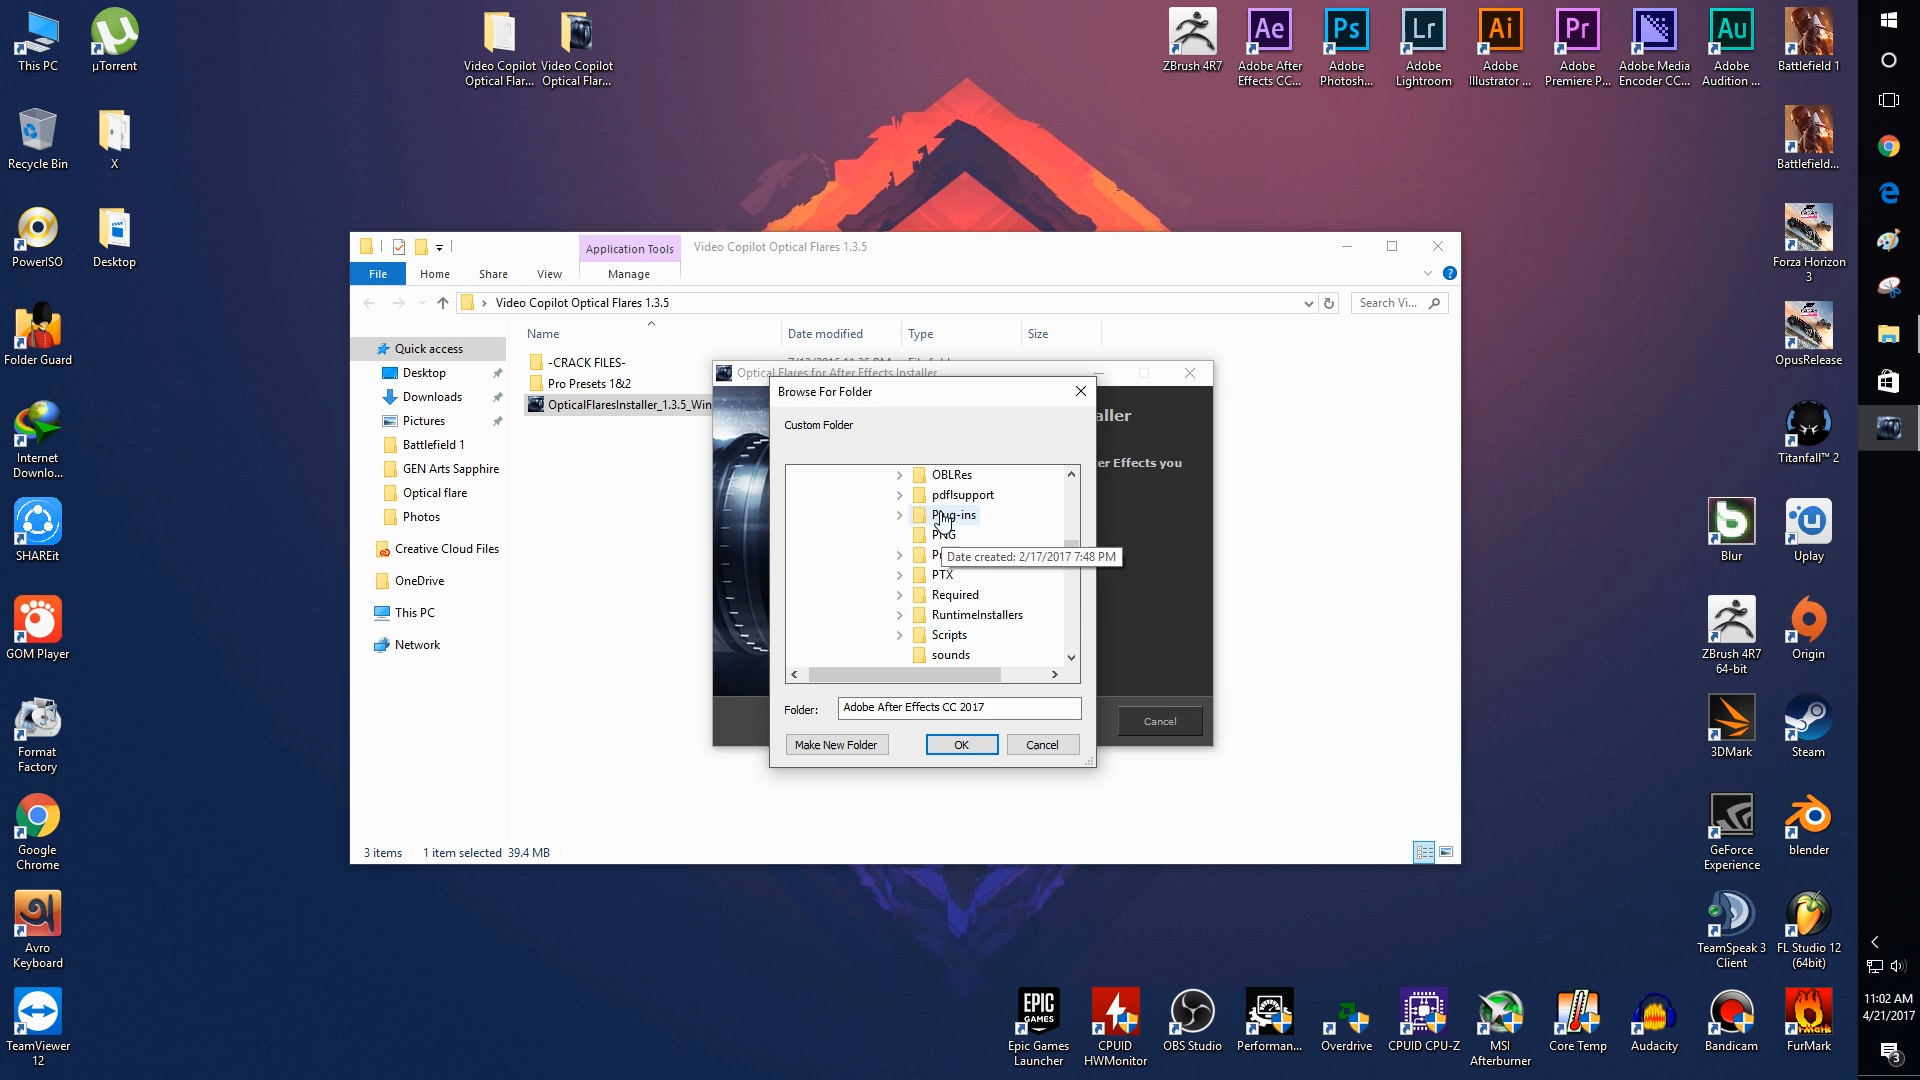 This PC
µTorrent
Video Copilot
Optical Flar...
Video Copilot
Optical Flar...
ZBrush 4R7
Adobe After
Effects CC...
Adobe
Photosh...
Adobe
Lightroom
Adobe
Illustrator ...
Adobe
Premiere P...
Adobe Media
Encoder CC...
Adobe
Audition ...
Battlefield 1
Ae
Ps
Lr
Ai
Pr
Au
Recycle Bin
X
Battlefield...
PowerISO
Desktop
Forza Horizon
3
Folder Guard
OpusRelease
Internet
Downlo...
Titanfall™ 2
SHAREit
Blur
Uplay
GOM Player
ZBrush 4R7
64-bit
Origin
Format
Factory
3DMark
Steam
Google
Chrome
GeForce
Experience
blender
Avro
Keyboard
TeamSpeak 3
Client
FL Studio 12
(64bit)
TeamViewer
12
EPIC
GAMES
Epic Games
Launcher
CPUID
HWMonitor
OBS Studio
Performan...
Overdrive
CPUID CPU-Z
MSI
Afterburner
Core Temp
Audacity
Bandicam
FurMark
11:02 AM
4/21/2017
3
Application Tools
Video Copilot Optical Flares 1.3.5
File
Home
Share
View
Manage
Video Copilot Optical Flares 1.3.5
Search Vi...
Name
Date modified
Type
Size
Quick access
Desktop
Downloads
Pictures
Battlefield 1
GEN Arts Sapphire
Optical flare
Photos
Creative Cloud Files
OneDrive
This PC
Network
-CRACK FILES-
Pro Presets 1&2
OpticalFlaresInstaller_1.3.5_Win
3 items
1 item selected
39.4 MB
Optical Flares for After Effects Installer
aller
er Effects you
Cancel
Browse For Folder
Custom Folder
OBLRes
pdflsupport
Plug-ins
PNG
Date created: 2/17/2017 7:48 PM
PTX
Required
RuntimeInstallers
Scripts
sounds
Folder:
Adobe After Effects CC 2017
Make New Folder
OK
Cancel